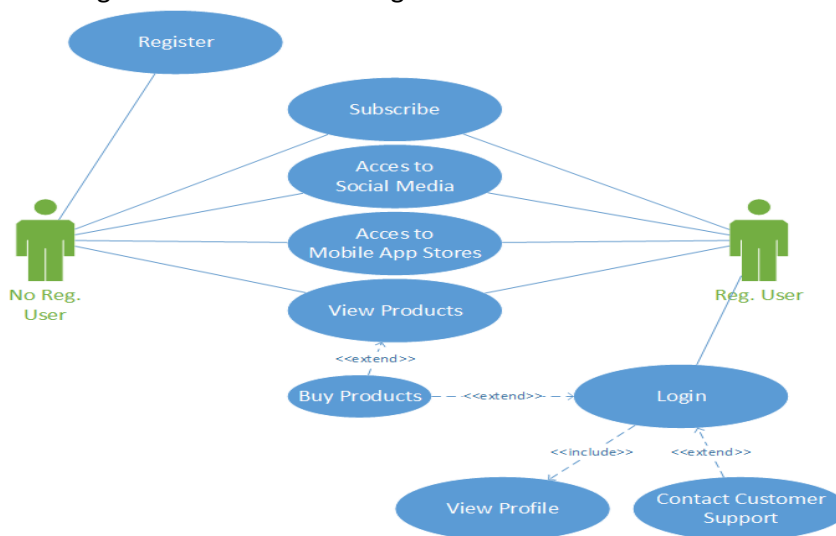 Register
Subscribe
Acces to
Social Media
Acces to
Mobile App Stores
No Reg.
User
Reg. User
View Products
<<extend>>
Buy Products
<<extend>>
Login
<<include>>
<<extend>>
View Profile
Contact Customer
Support